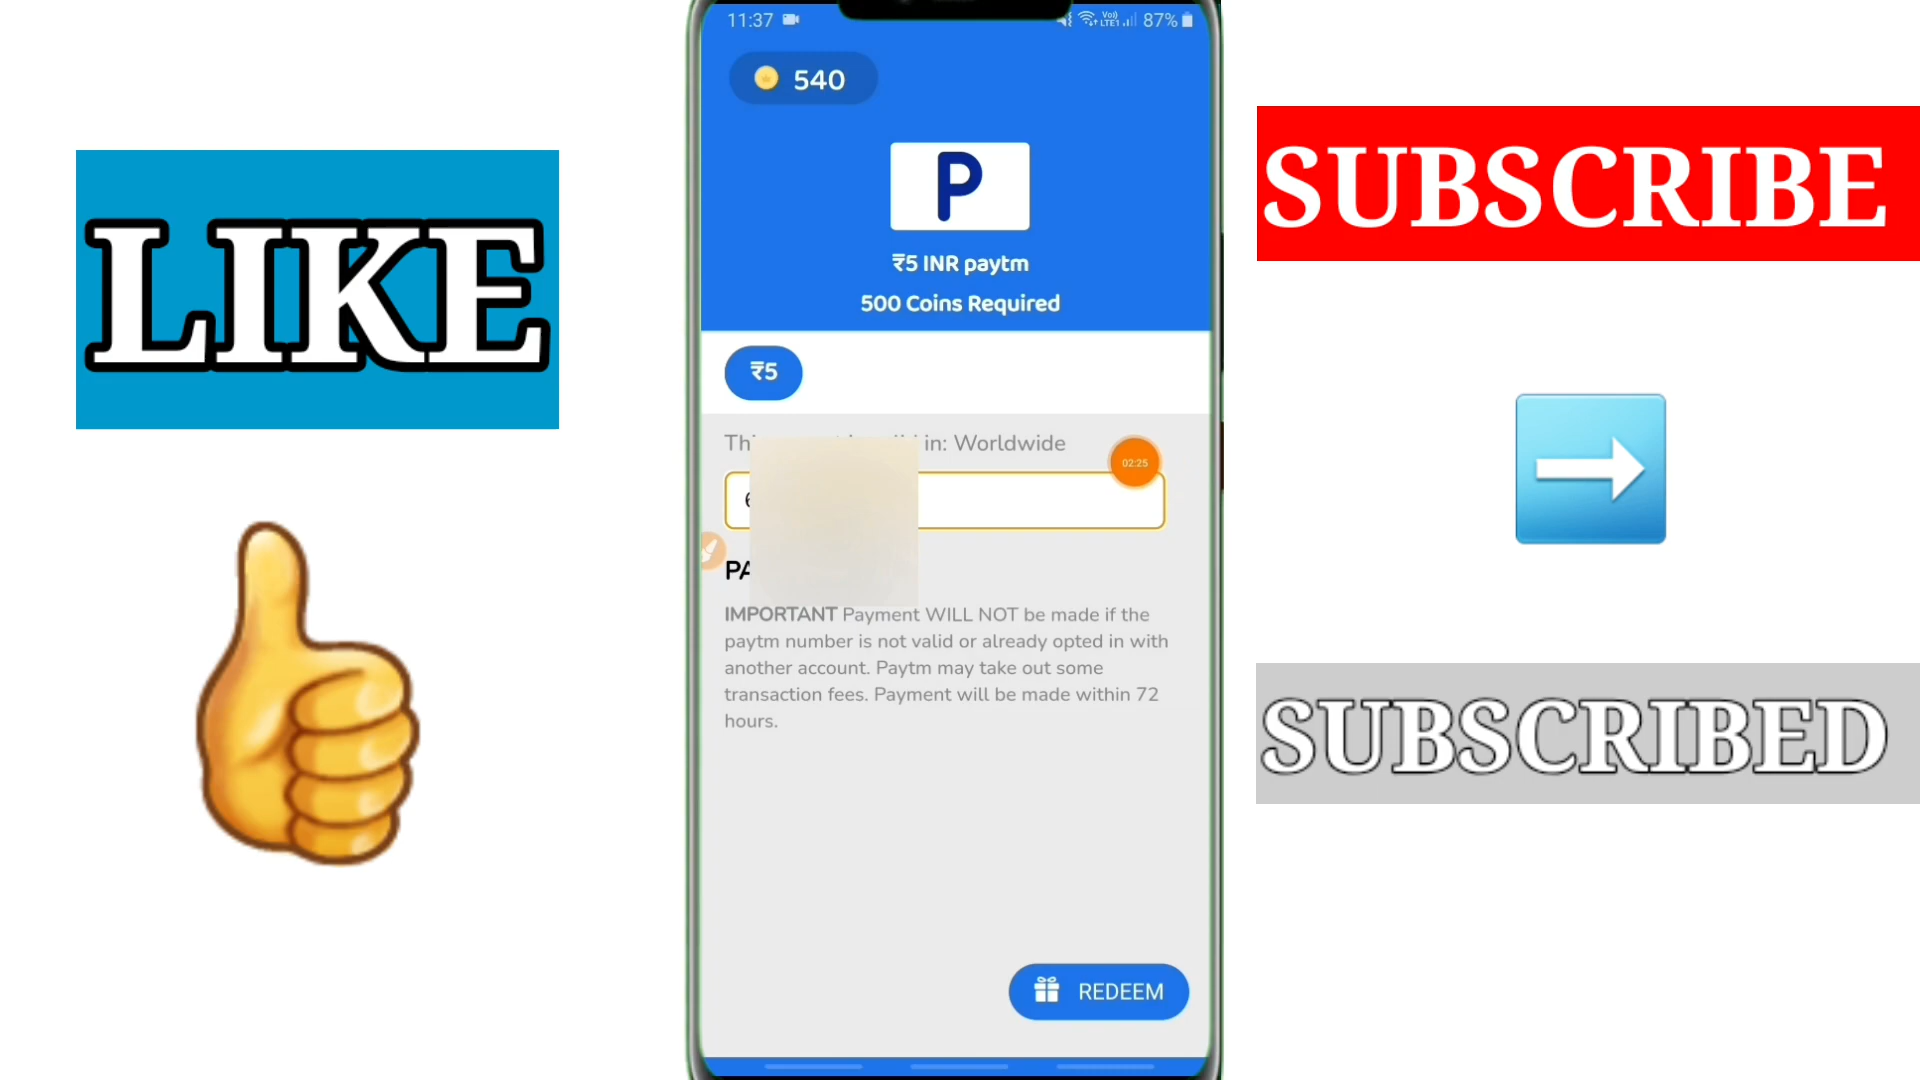 11:37
Vo)
LTE1
87%
540
P
₹5 INR paytm
500 Coins Required
₹5
in: Worldwide
02:25
IMPORTANT Payment WILL NOT be made if the
paytm number is not valid or already opted in with
another account. Paytm may take out some
transaction fees. Payment will be made within 72
hours.
REDEEM
LIKE
SUBSCRIBE
SUBSCRIBED